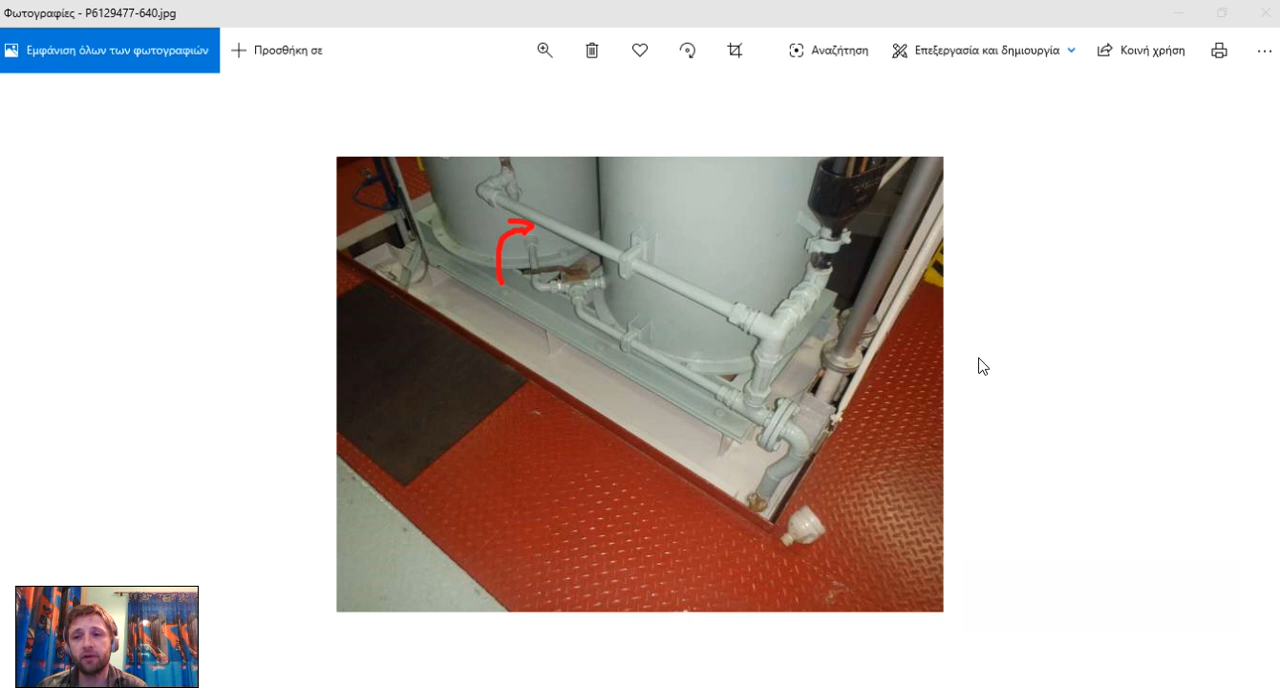 Φωτογραφίες - P6129477-640.jpg
Εμφάνιση όλων των φωτογραφιών Προσθήκη σε Αναζήτηση Επεξεργασία και δημιουργία Κοινή χρήση